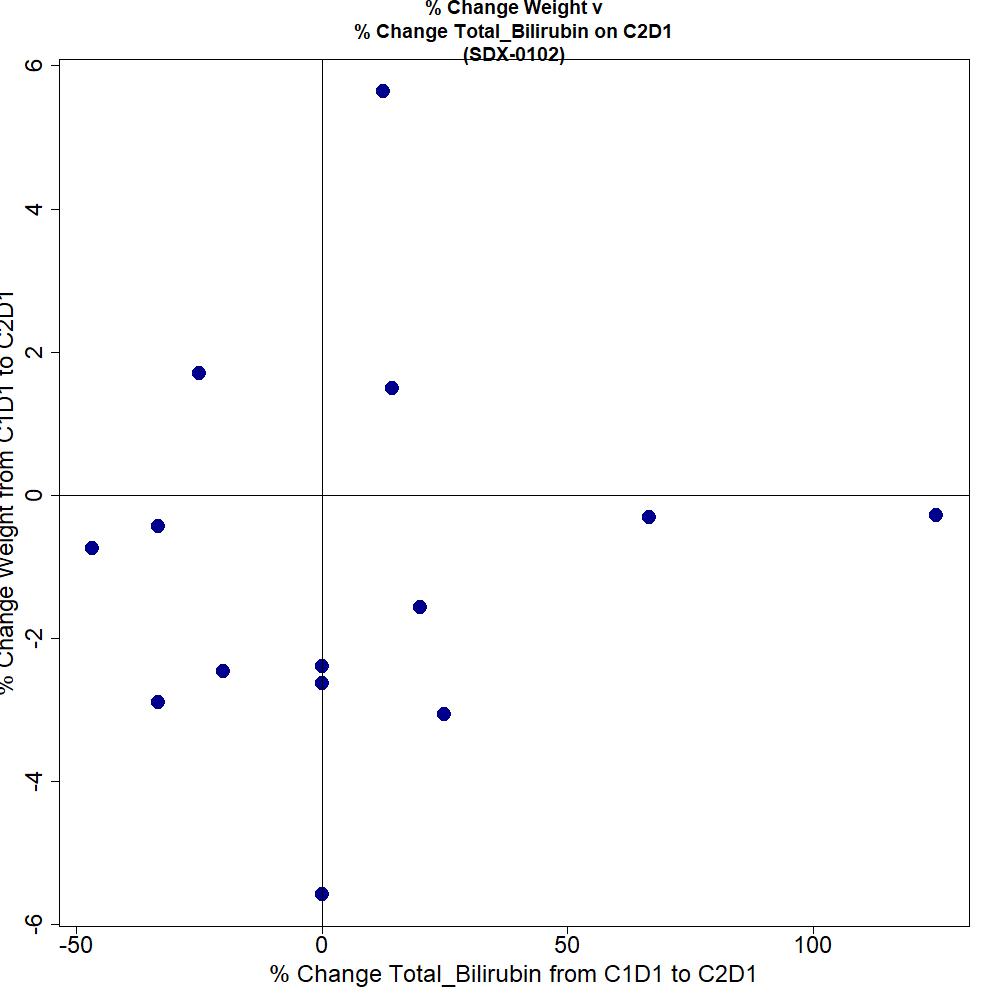 % Change Weight v
% Change Total_Bilirubin on C2D1
(SDX-0102)
6
4
2
0
-2
-4
-6
% Change Weight from C1D1 to C2D1
-50
0
50
100
% Change Total_Bilirubin from C1D1 to C2D1